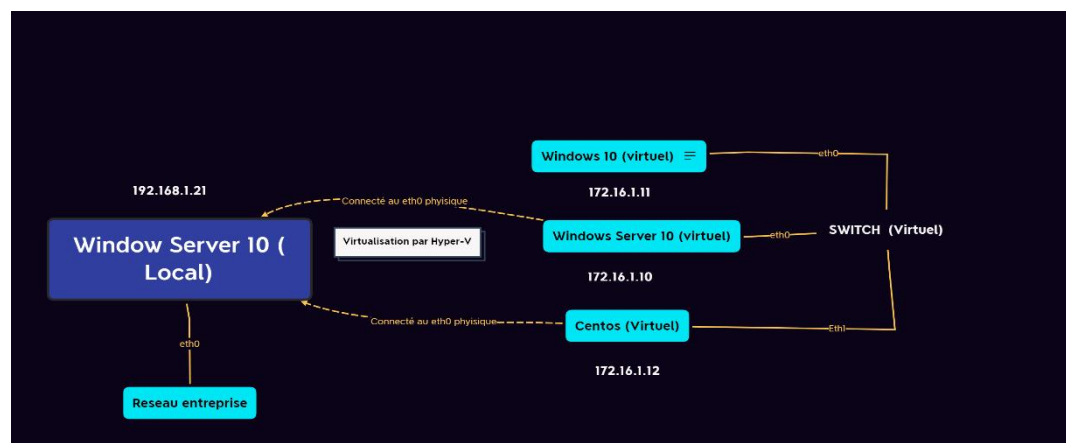 Windows 10 (virtuel)
eth0
192.168.1.21
172.16.1.11
Connecté au eth0 phyisique
Window Server 10 (
Local)
Virtualisation par Hyper-V
Windows Server 10 (virtuel)
eth0
SWITCH (Virtuel)
172.16.1.10
Connecté au eth0 phyisique
Centos (Virtuel)
Eth1
eth0
172.16.1.12
Reseau entreprise